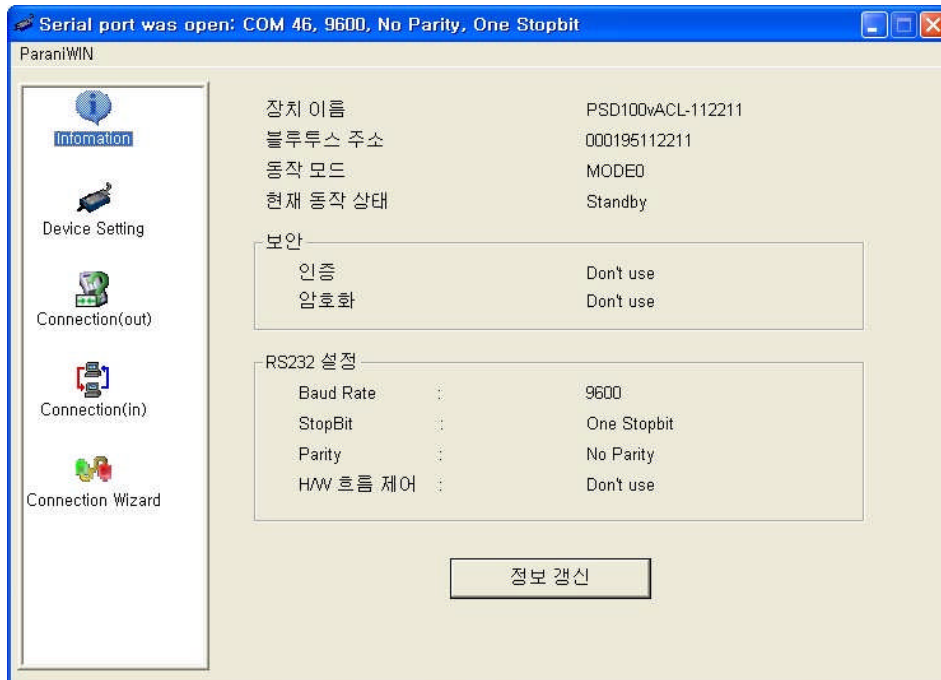 Serial port was open: COM 46, 9600, No Parity, One Stopbit
ParaniWIN
Infomation
Device Setting
Connection(out)
Connection(in)
Connection Wizard
장치 이름 PSD100vACL-112211
블루투스 주소 000195112211
동작 모드 MODE0
현재 동작 상태 Standby
보안
인증 Don't use
암호화 Don't use
RS232 설정
Baud Rate : 9600
StopBit : One Stopbit
Parity : No Parity
H/W 흐름 제어 : Don't use
정보 갱신